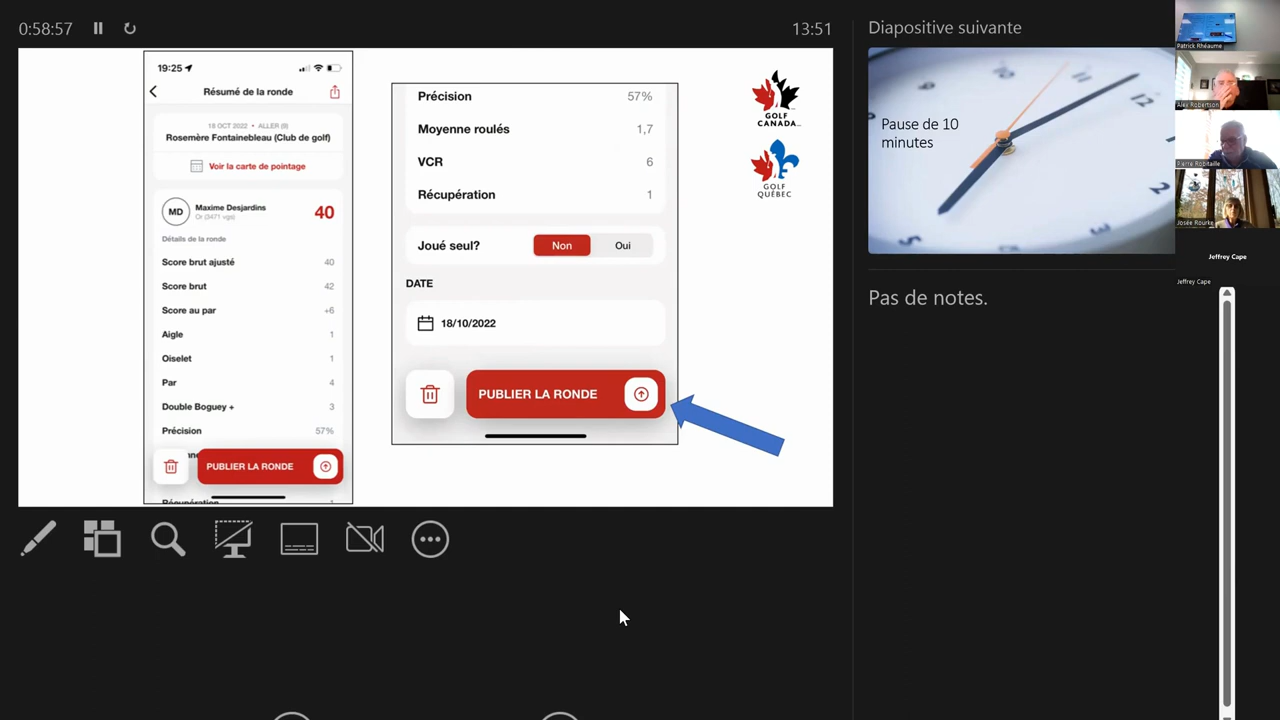 0:58:57
13:51
19:25
Résumé de la ronde
18 OCT 2022 • ALLER (9)
Rosemère Fontainebleau (Club de golf)
Voir la carte de pointage
MD
Maxime Desjardins
Or (3471 vgs)
40
Détails de la ronde
Score brut ajusté 40
Score brut 42
Score au par +6
Aigle 1
Oiselet 1
Par 4
Double Boguey + 3
Précision 57%
PUBLIER LA RONDE
Récupération 1
Précision 57%
Moyenne roulés 1,7
VCR 6
Récupération 1
Joué seul? Non Oui
DATE
18/10/2022
PUBLIER LA RONDE
GOLF
CANADA
GOLF
QUÉBEC
Diapositive suivante
Pause de 10
minutes
Pas de notes.
Patrick Rhéaume
Alex Robertson
Pierre Robitaille
Josée Rourke
Jeffrey Cape
Jeffrey Cape